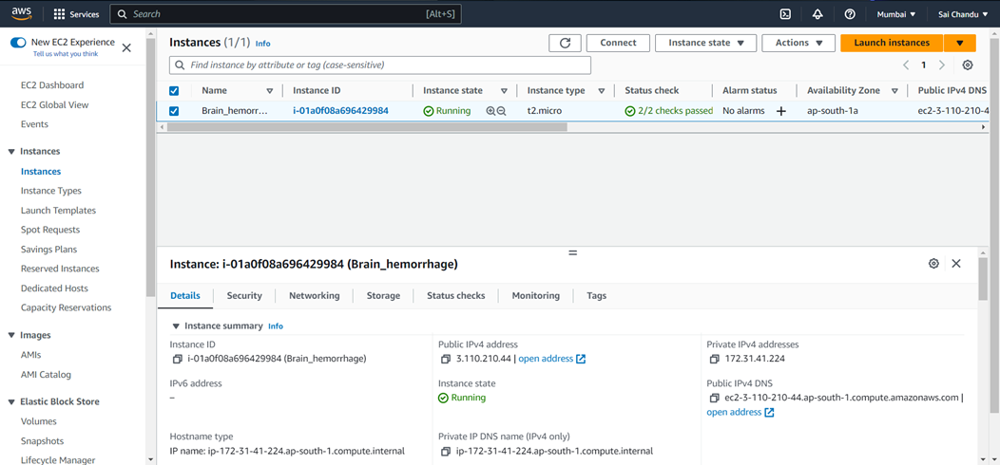 aws Services Search [Alt+S] Mumbai Sai Chandu
New EC2 Experience
Tell us what you think
EC2 Dashboard
EC2 Global View
Events
Instances
Instances
Instance Types
Launch Templates
Spot Requests
Savings Plans
Reserved Instances
Dedicated Hosts
Capacity Reservations
Images
AMIs
AMI Catalog
Elastic Block Store
Volumes
Snapshots
Lifecycle Manager
Instances (1/1) Info Connect Instance state Actions Launch instances
Find instance by attribute or tag (case-sensitive) 1
Name Instance ID Instance state Instance type Status check Alarm status Availability Zone Public IPv4 DNS
Brain_hemorr... i-01a0f08a696429984 Running t2.micro 2/2 checks passed No alarms + ap-south-1a ec2-3-110-210-4
Instance: i-01a0f08a696429984 (Brain_hemorrhage)
Details Security Networking Storage Status checks Monitoring Tags
Instance summary Info
Instance ID Public IPv4 address Private IPv4 addresses
i-01a0f08a696429984 (Brain_hemorrhage) 3.110.210.44 | open address 172.31.41.224
IPv6 address Instance state Public IPv4 DNS
– Running ec2-3-110-210-44.ap-south-1.compute.amazonaws.com |
open address
Hostname type Private IP DNS name (IPv4 only)
IP name: ip-172-31-41-224.ap-south-1.compute.internal ip-172-31-41-224.ap-south-1.compute.internal